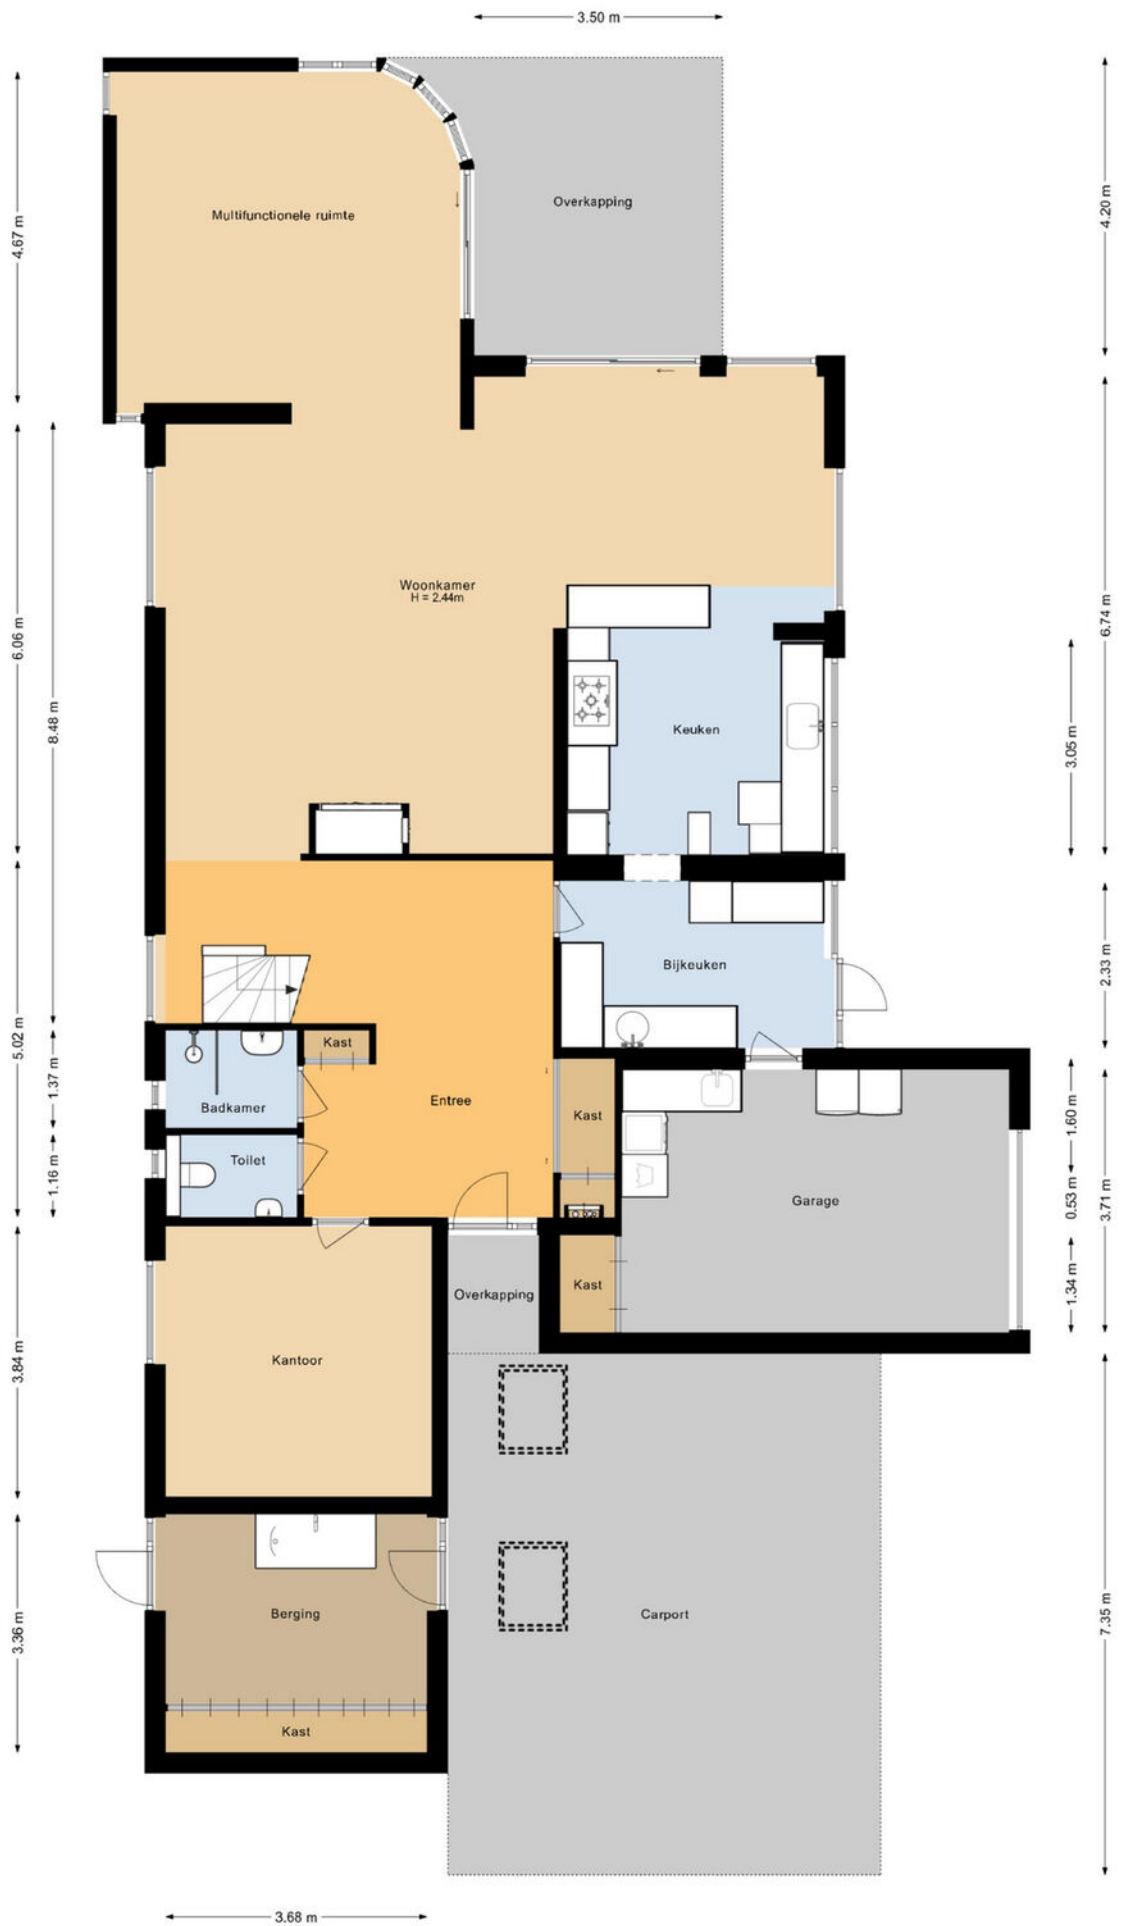 3.50 m
4.67 m
4.20 m
Multifunctionele ruimte
Overkapping
6.06 m
8.48 m
Woonkamer
H = 2.44m
6.74 m
3.05 m
Keuken
5.02 m
Bijkeuken
2.33 m
1.37 m
Kast
Badkamer
Entree
Kast
1.60 m
1.16 m
Toilet
Garage
0.53 m
3.71 m
Overkapping
Kast
1.34 m
3.84 m
Kantoor
3.36 m
Berging
Carport
7.35 m
Kast
3.68 m